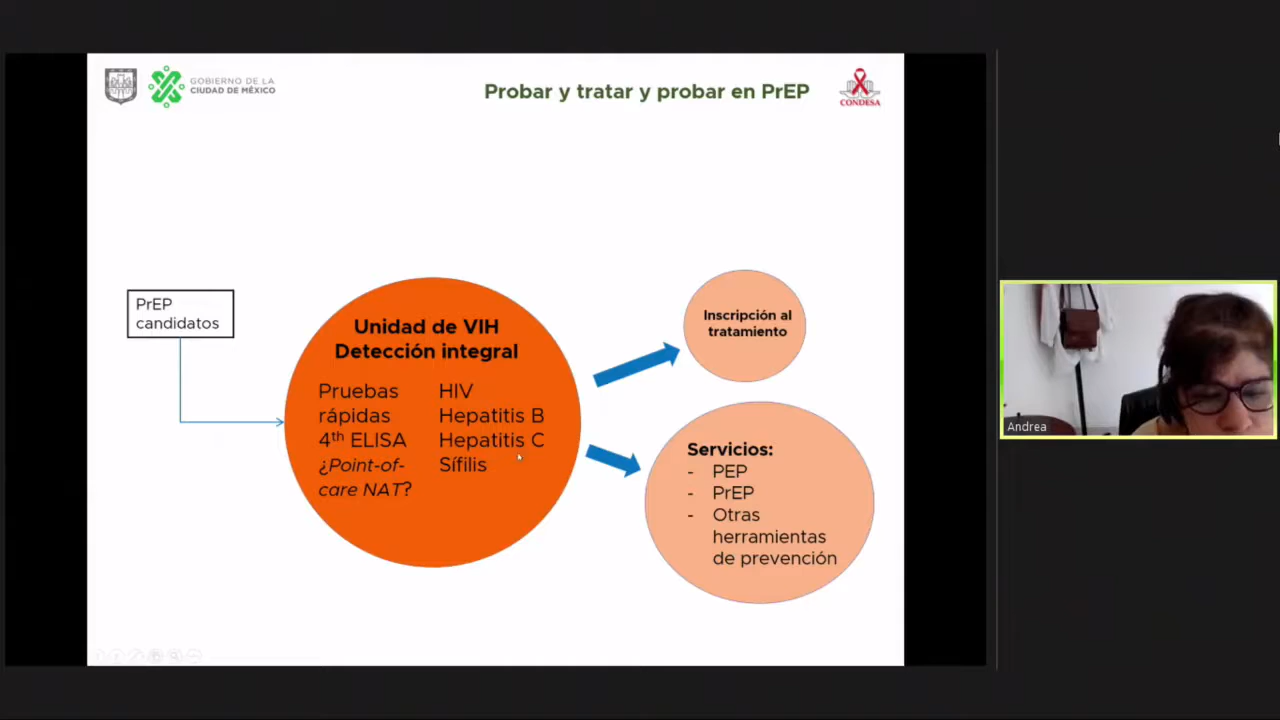 GOBIERNO DE LA
CIUDAD DE MÉXICO
Probar y tratar y probar en PrEP
CONDESA
PrEP
candidatos
Unidad de VIH
Detección integral
Pruebas
rápidas
4th ELISA
¿Point-of-
care NAT?
HIV
Hepatitis B
Hepatitis C
Sífilis
Inscripción al
tratamiento
Servicios:
- PEP
- PrEP
- Otras
herramientas
de prevención
Andrea